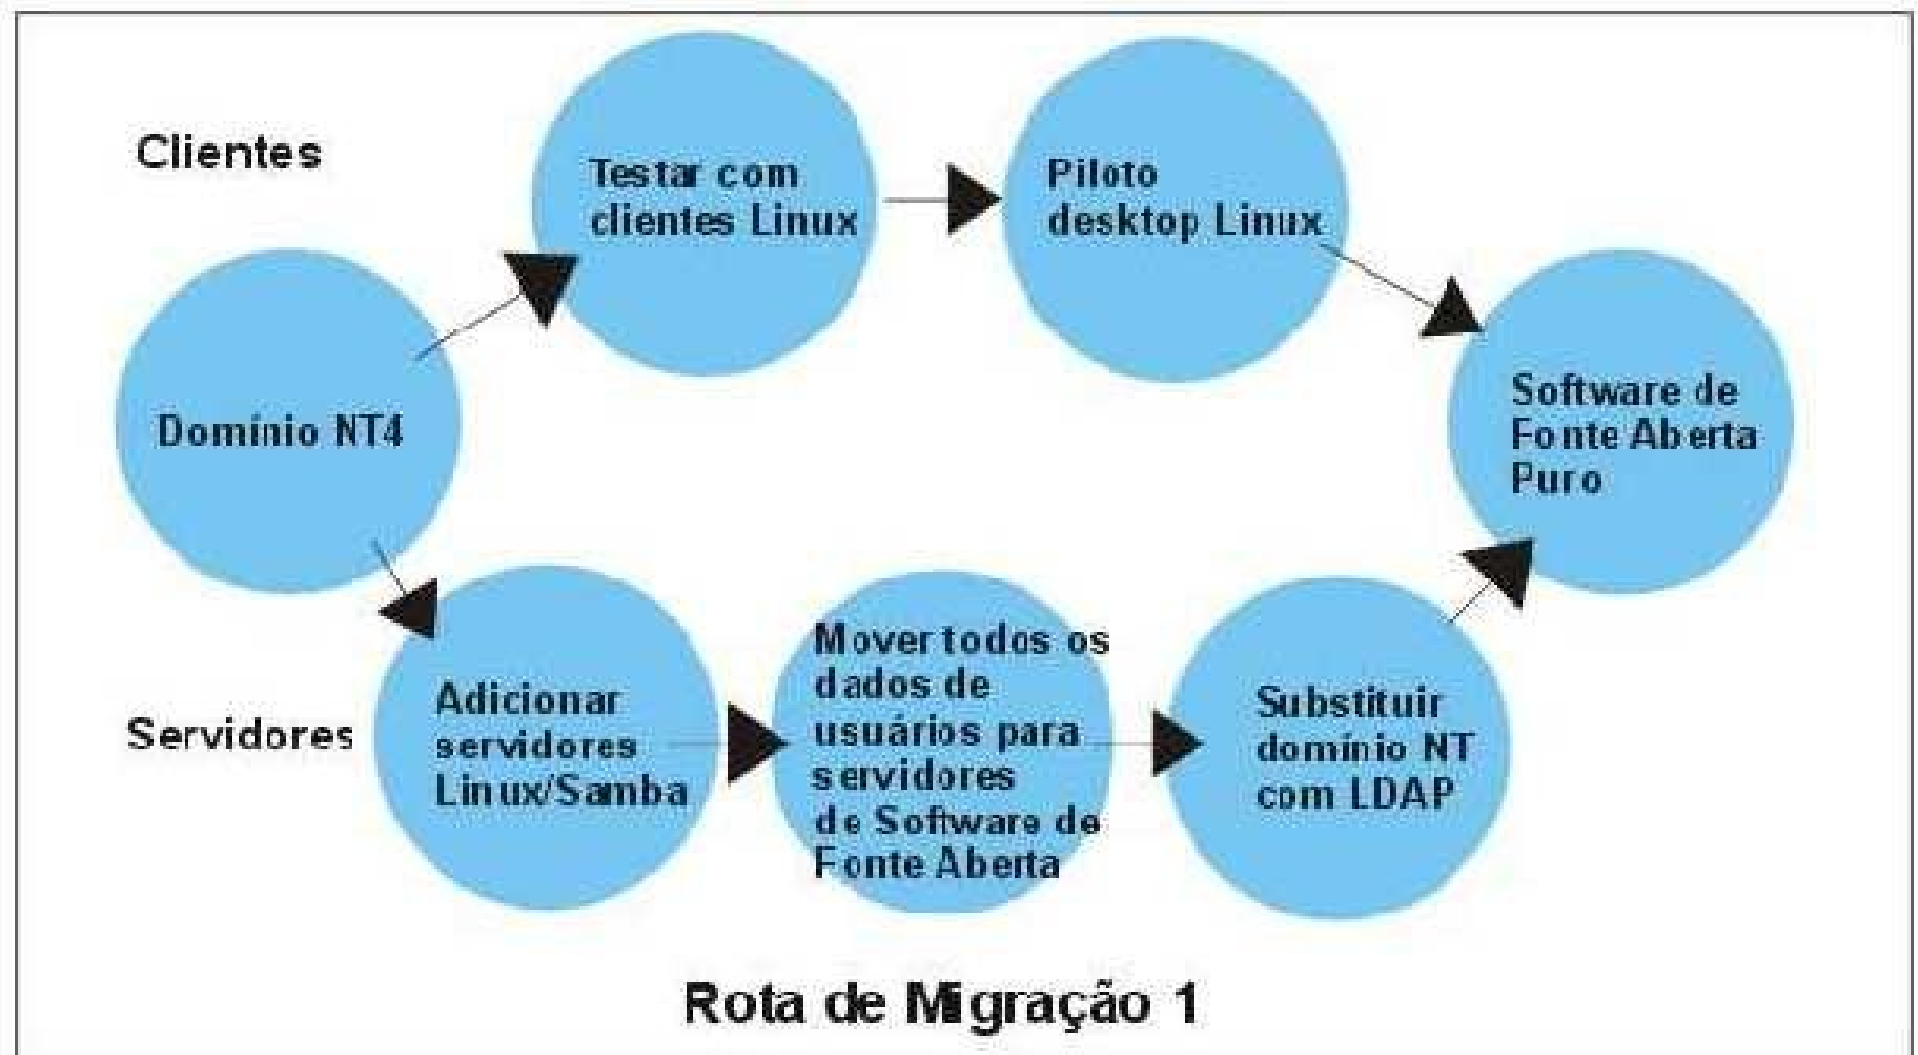 Clientes
Testar com
clientes Linux
Piloto
desktop Linux
Domínio NT4
Software de
Fonte Aberta
Puro
Servidores
Adicionar
servidores
Linux/Samba
Mover todos os
dados de
usuários para
servidores
de Software de
Fonte Aberta
Substituir
domínio NT
com LDAP
Rota de Migração 1